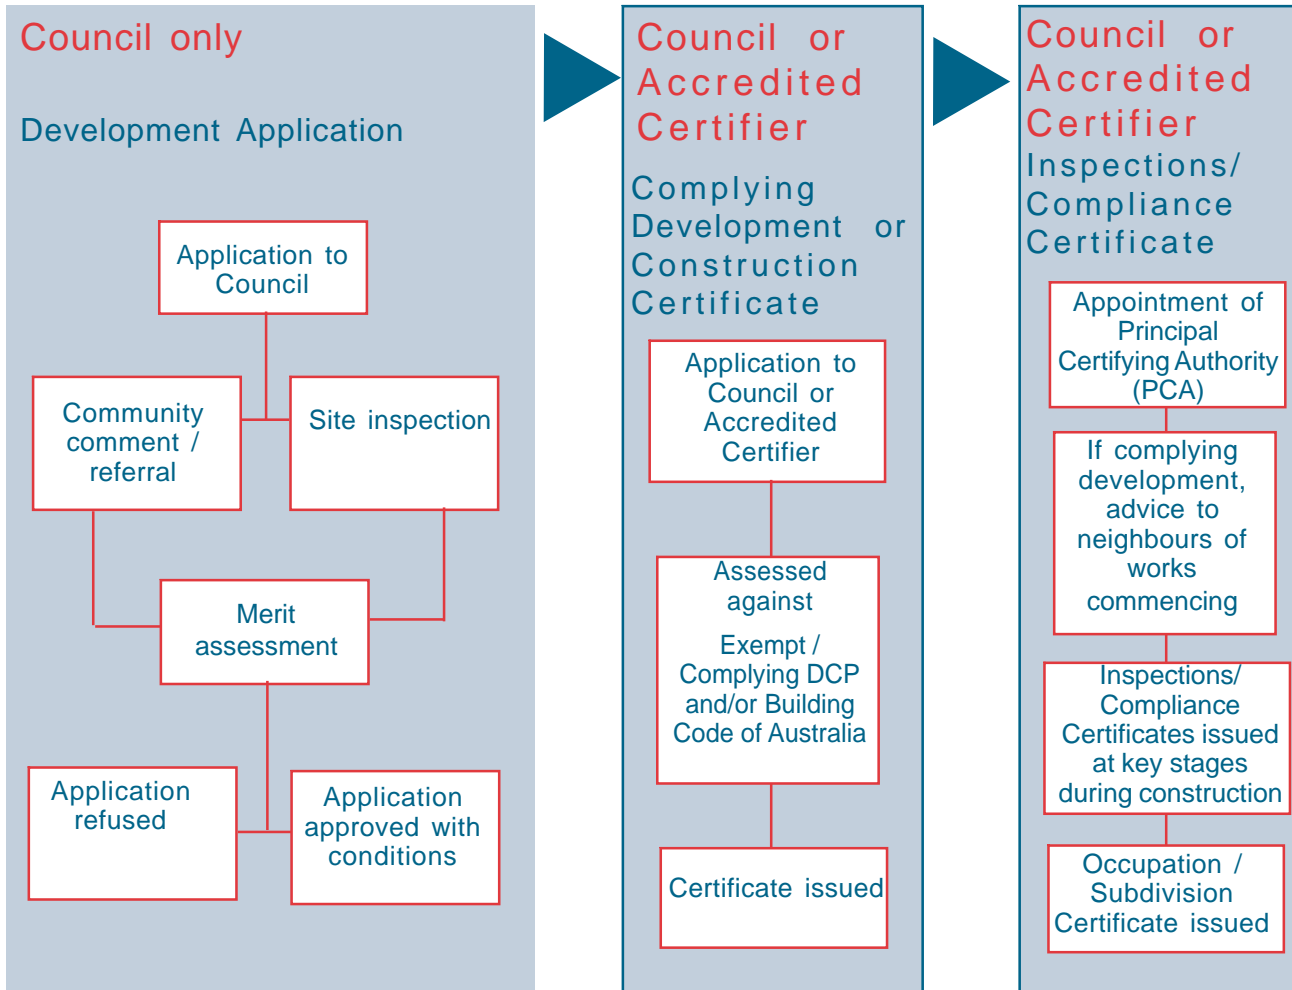 Council only
Development Application
Application to
Council
Community
comment /
referral
Site inspection
Merit
assessment
Application
refused
Application
approved with
conditions
Council or
Accredited
Certifier
Complying
Development or
Construction
Certificate
Application to
Council or
Accredited
Certifier
Assessed
against
Exempt /
Complying DCP
and/or Building
Code of Australia
Certificate issued
Council or
Accredited
Certifier
Inspections/
Compliance
Certificate
Appointment of
Principal
Certifying Authority
(PCA)
If complying
development,
advice to
neighbours of
works
commencing
Inspections/
Compliance
Certificates issued
at key stages
during construction
Occupation /
Subdivision
Certificate issued